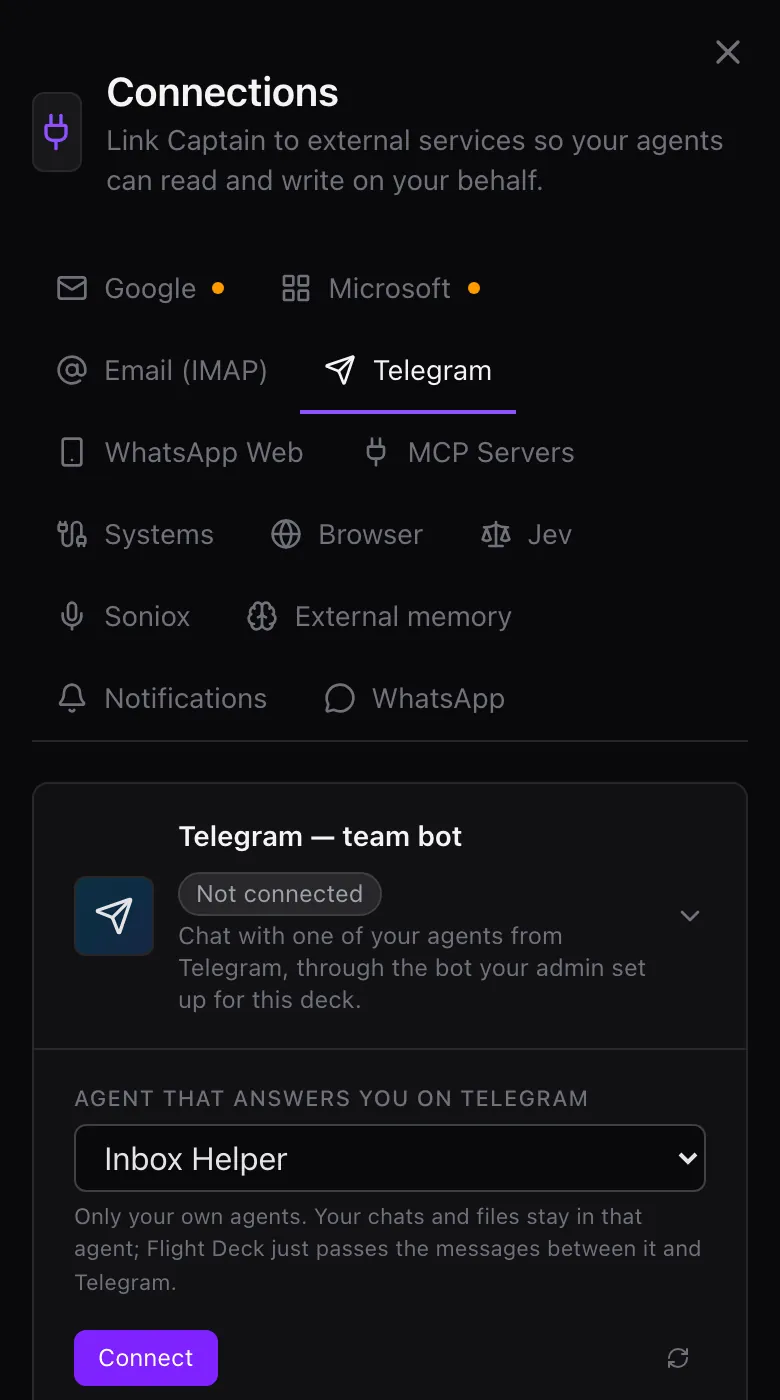 Connections
Link Captain to external services so your agents
can read and write on your behalf.
Google
Microsoft
Email (IMAP)
Telegram
WhatsApp Web
MCP Servers
Systems
Browser
Jev
Soniox
External memory
Notifications
WhatsApp
Telegram — team bot
Not connected
Chat with one of your agents from
Telegram, through the bot your admin set
up for this deck.
AGENT THAT ANSWERS YOU ON TELEGRAM
Inbox Helper
Only your own agents. Your chats and files stay in that
agent; Flight Deck just passes the messages between it and
Telegram.
Connect